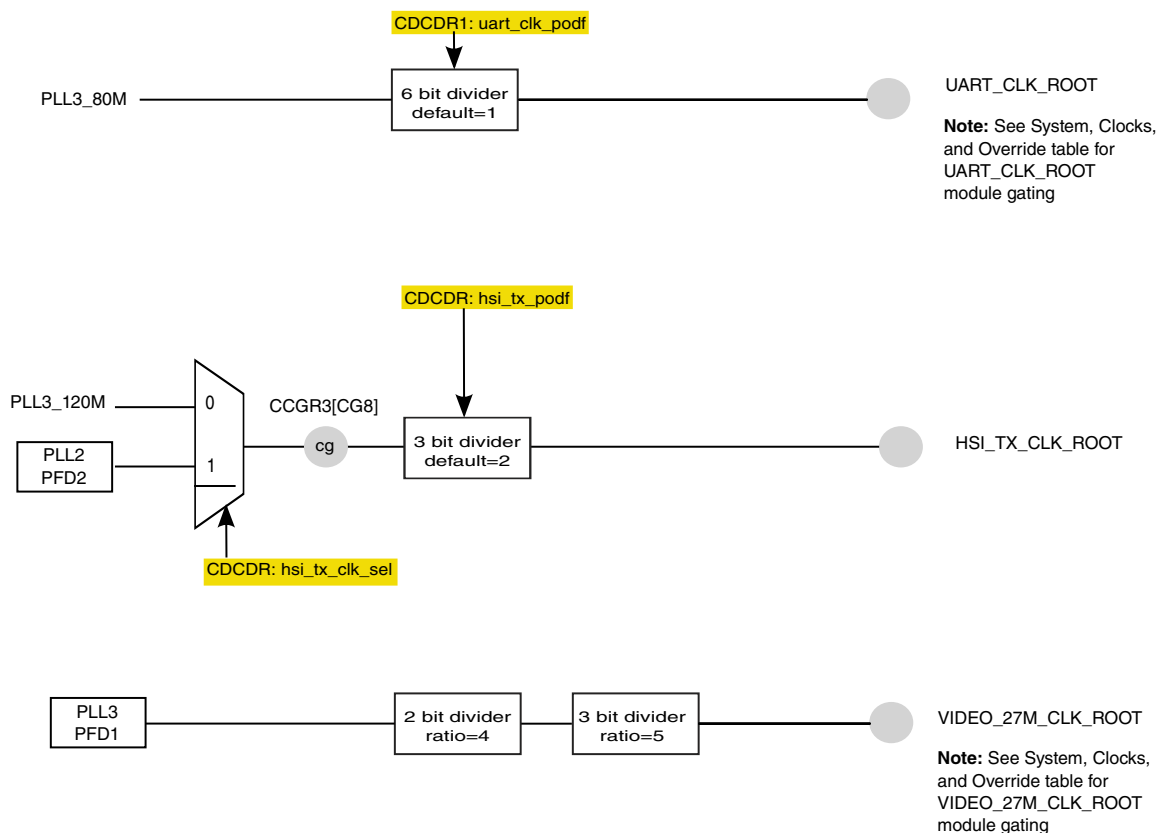 CDCDR1: uart_clk_podf
PLL3_80M
6 bit divider
default=1
UART_CLK_ROOT
Note: See System, Clocks,
and Override table for
UART_CLK_ROOT
module gating
CDCDR: hsi_tx_podf
PLL3_120M
0
CCGR3[CG8]
PLL2
PFD2
1
cg
3 bit divider
default=2
HSI_TX_CLK_ROOT
CDCDR: hsi_tx_clk_sel
PLL3
PFD1
2 bit divider
ratio=4
3 bit divider
ratio=5
VIDEO_27M_CLK_ROOT
Note: See System, Clocks,
and Override table for
VIDEO_27M_CLK_ROOT
module gating